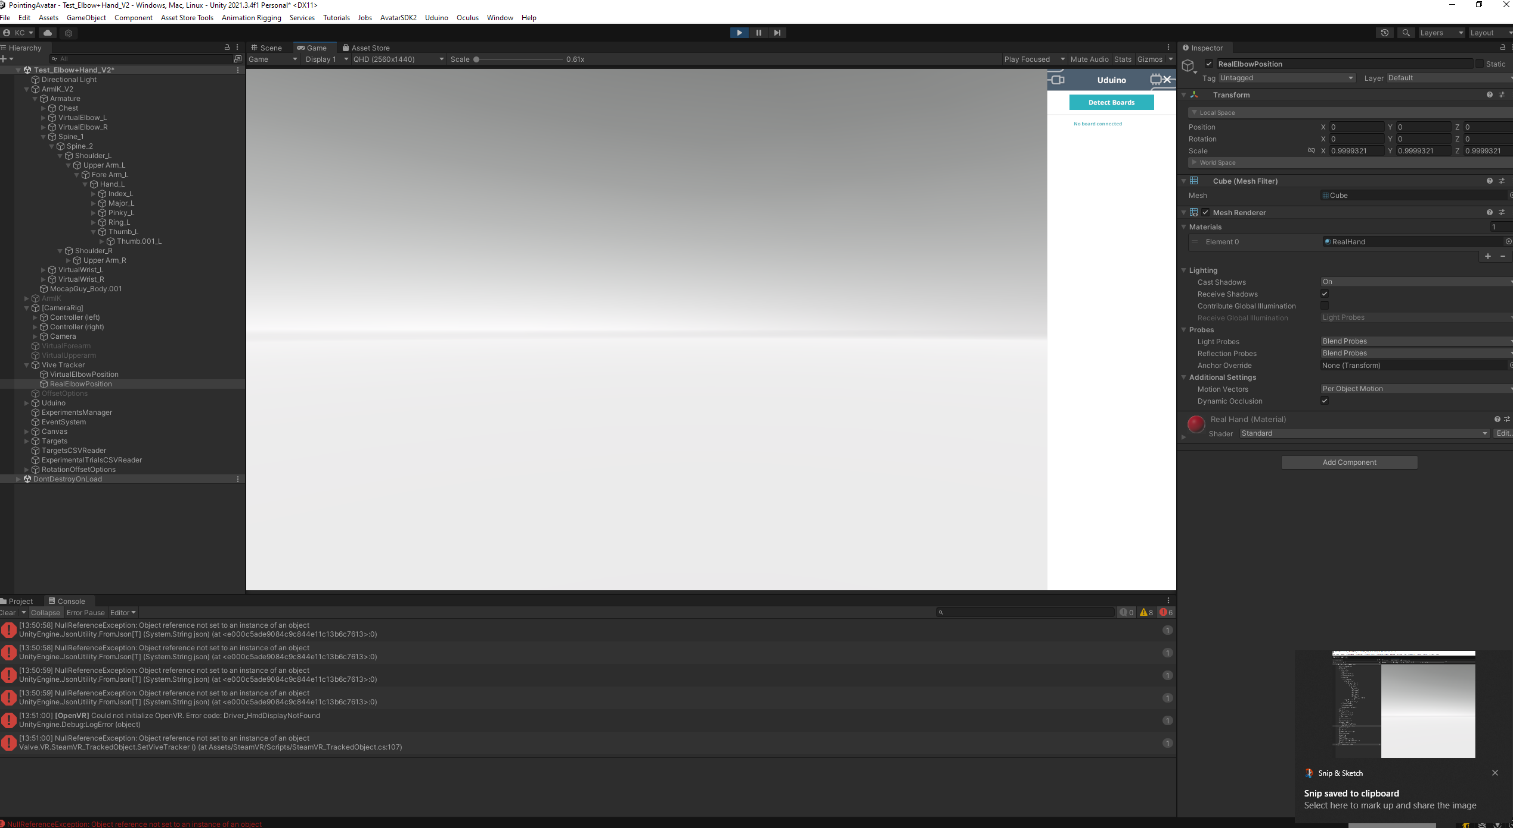 PointingAvatar - Test_Elbow+Hand_V2 - Windows, Mac, Linux - Unity 2021.3.4f1 Personal* <DX11>
File Edit Assets GameObject Component Asset Store Tools Animation Rigging Services Tutorials Jobs AvatarSDK2 Uduino Oculus Window Help
KC Layers Layout
Hierarchy
All
Test_Elbow+Hand_V2*
Directional Light
ArmIK_V2
Armature
Chest
VirtualElbow_L
VirtualElbow_R
Spine_1
Spine_2
Shoulder_L
Upper Arm_L
Fore Arm_L
Hand_L
Index_L
Major_L
Pinky_L
Ring_L
Thumb_L
Thumb.001_L
Shoulder_R
Upper Arm_R
VirtualWrist_L
VirtualWrist_R
MocapGuy_Body.001
ArmIK
[CameraRig]
Controller (left)
Controller (right)
Camera
VirtualForearm
VirtualUpperarm
Vive Tracker
VirtualElbowPosition
RealElbowPosition
OffsetOptions
Uduino
ExperimentsManager
EventSystem
Canvas
Targets
TargetsCSVReader
ExperimentalTrialsCSVReader
RotationOffsetOptions
DontDestroyOnLoad
Scene Game Asset Store
Game Display 1 QHD (2560x1440) Scale 0.61x Play Focused Mute Audio Stats Gizmos
Uduino
Detect Boards
No board connected
Inspector
RealElbowPosition Static
Tag Untagged Layer Default
Transform
Local Space
Position X 0 Y 0 Z 0
Rotation X 0 Y 0 Z 0
Scale X 0.9999321 Y 0.9999321 Z 0.9999321
World Space
Cube (Mesh Filter)
Mesh Cube
Mesh Renderer
Materials 1
Element 0 RealHand
Lighting
Cast Shadows On
Receive Shadows
Contribute Global Illumination
Receive Global Illumination Light Probes
Probes
Light Probes Blend Probes
Reflection Probes Blend Probes
Anchor Override None (Transform)
Additional Settings
Motion Vectors Per Object Motion
Dynamic Occlusion
Real Hand (Material)
Shader Standard Edit.
Add Component
Project Console
Clear Collapse Error Pause Editor 0 8 6
[13:50:58] NullReferenceException: Object reference not set to an instance of an object
UnityEngine.JsonUtility.FromJson[T] (System.String json) (at <e000c5ade9084c9c844e11c13b6c7613>:0)
1
[13:50:58] NullReferenceException: Object reference not set to an instance of an object
UnityEngine.JsonUtility.FromJson[T] (System.String json) (at <e000c5ade9084c9c844e11c13b6c7613>:0)
1
[13:50:59] NullReferenceException: Object reference not set to an instance of an object
UnityEngine.JsonUtility.FromJson[T] (System.String json) (at <e000c5ade9084c9c844e11c13b6c7613>:0)
1
[13:50:59] NullReferenceException: Object reference not set to an instance of an object
UnityEngine.JsonUtility.FromJson[T] (System.String json) (at <e000c5ade9084c9c844e11c13b6c7613>:0)
1
[13:51:00] [OpenVR] Could not initialize OpenVR. Error code: Driver_HmdDisplayNotFound
UnityEngine.Debug:LogError (object)
1
[13:51:00] NullReferenceException: Object reference not set to an instance of an object
Valve.VR.SteamVR_TrackedObject.SetViveTracker () (at Assets/SteamVR/Scripts/SteamVR_TrackedObject.cs:107)
1
NullReferenceException: Object reference not set to an instance of an object
Snip & Sketch
Snip saved to clipboard
Select here to mark up and share the image